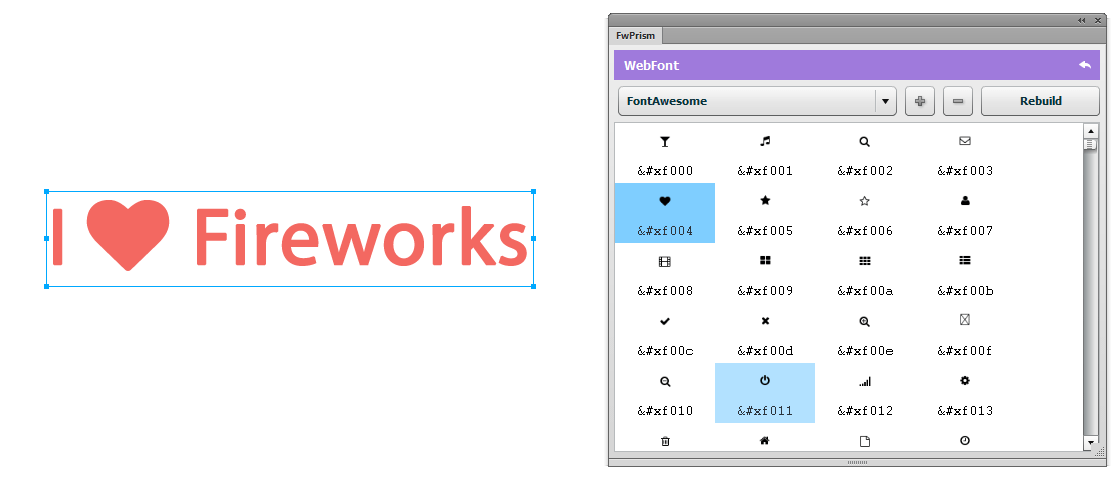 I ♥ Fireworks
FwPrism
WebFont
FontAwesome
Rebuild
&#xf000 &#xf001 &#xf002 &#xf003
&#xf004 &#xf005 &#xf006 &#xf007
&#xf008 &#xf009 &#xf00a &#xf00b
&#xf00c &#xf00d &#xf00e &#xf00f
&#xf010 &#xf011 &#xf012 &#xf013